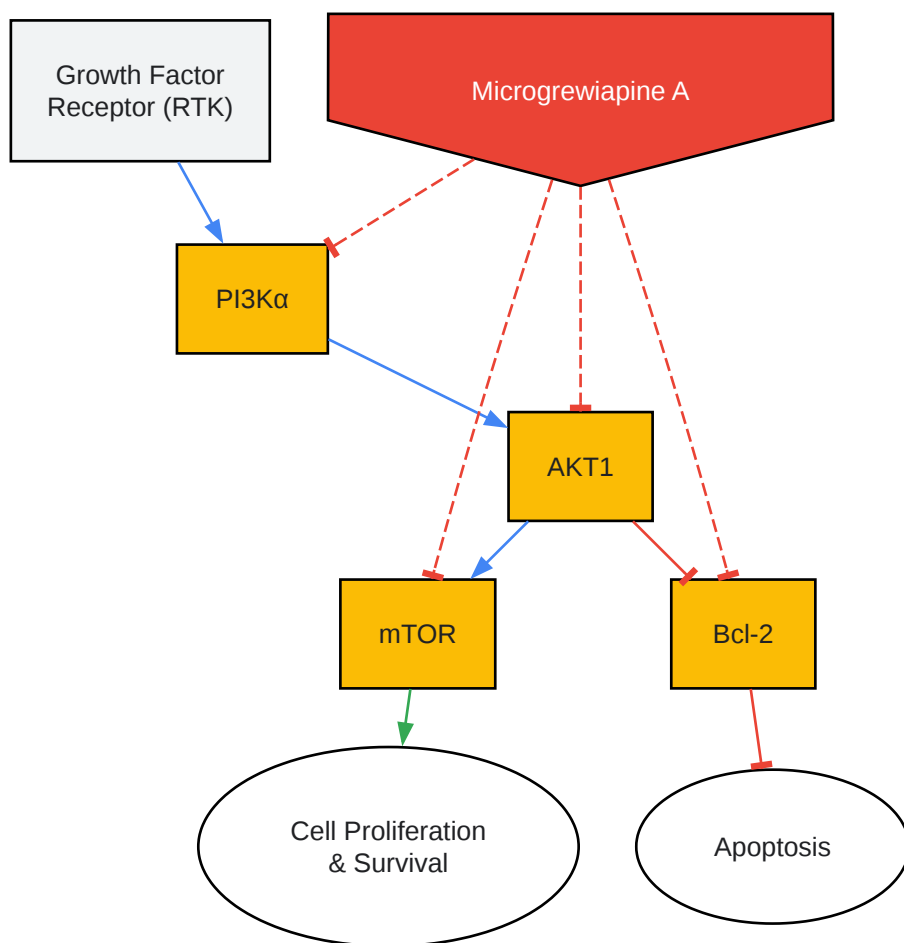 Growth Factor
Receptor (RTK)
Microgrewiapine A
PI3Kα
AKT1
mTOR
Bcl-2
Cell Proliferation
& Survival
Apoptosis